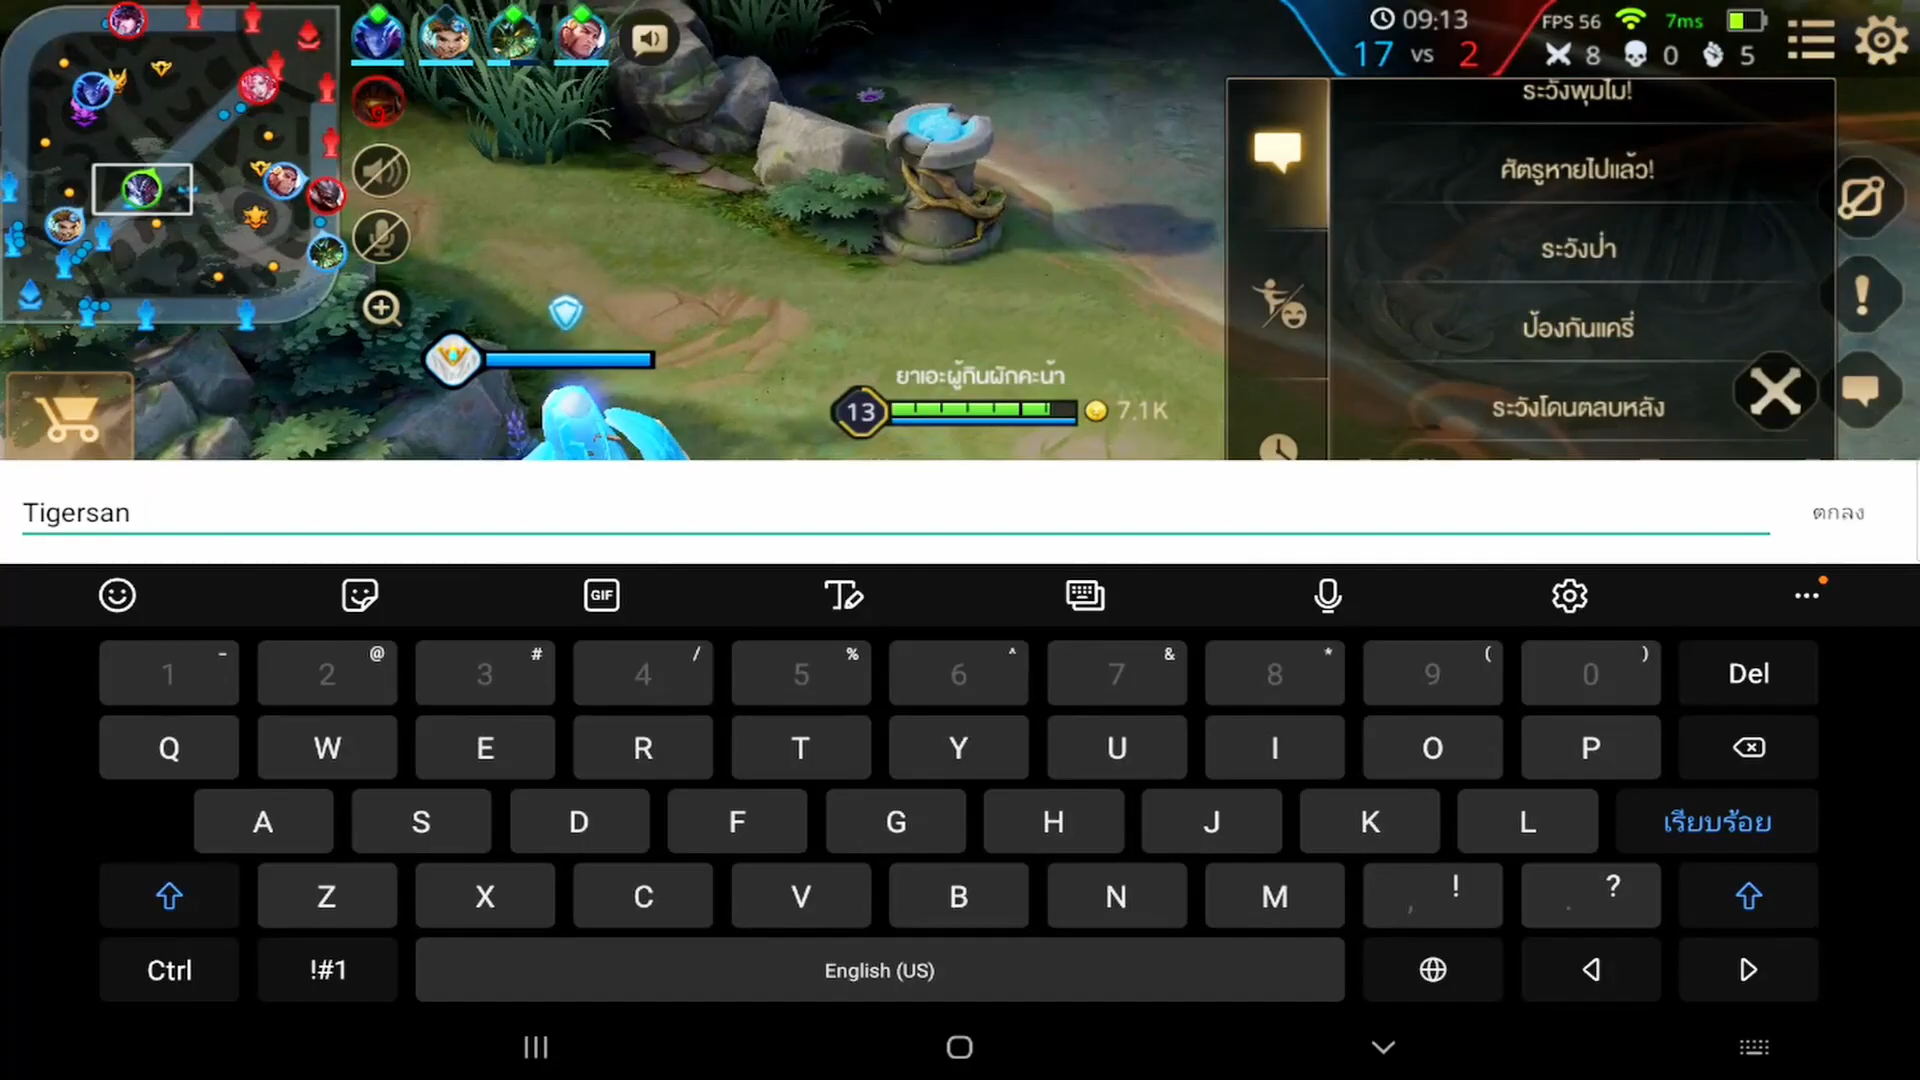 09:13
FPS 56
7ms
17 vs 2
8
0
5
ระวังพุ่มไม้!
ศัตรูหายไปแล้ว!
ระวังป่า
ป้องกันแครี่
ระวังโดนตลบหลัง
ยาเอะผู้กินผักคะน้า
13
7.1K
Tigersan
ตกลง
GIF
1 - 2 @ 3 # 4 / 5 % 6 ^ 7 & 8 * 9 ( 0 ) Del
Q W E R T Y U I O P
A S D F G H J K L เรียบร้อย
Z X C V B N M , ! . ?
Ctrl !#1 English (US)